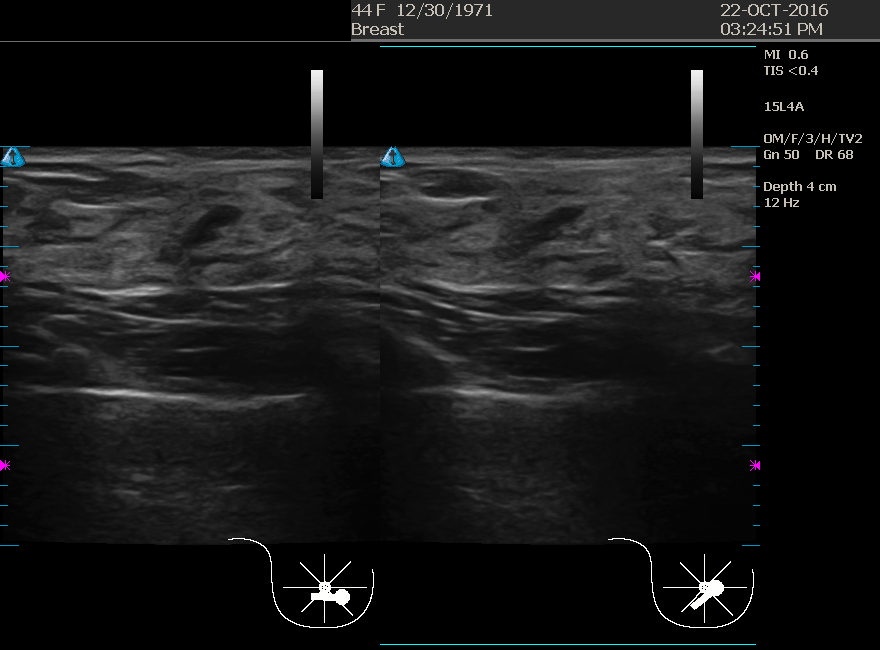 44 F 12/30/1971 22-OCT-2016
Breast 03:24:51 PM
MI 0.6
TIS <0.4
15L4A
OM/F/3/H/TV2
Gn 50 DR 68
Depth 4 cm
12 Hz